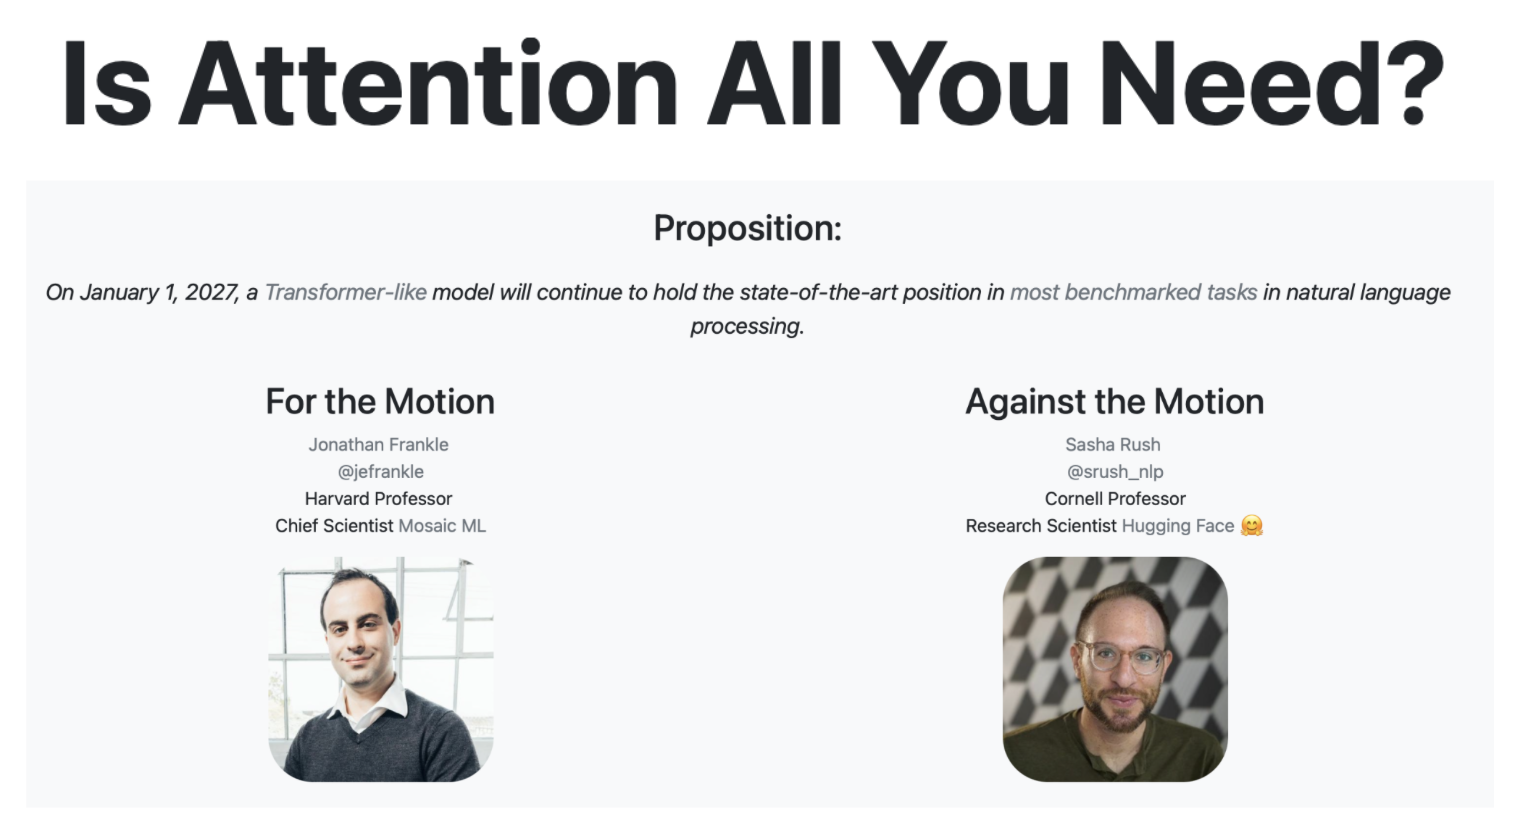 Is Attention All You Need?
Proposition:
On January 1, 2027, a Transformer-like model will continue to hold the state-of-the-art position in most benchmarked tasks in natural language
processing.
For the Motion
Jonathan Frankle
@jefrankle
Harvard Professor
Chief Scientist Mosaic ML
Against the Motion
Sasha Rush
@srush_nlp
Cornell Professor
Research Scientist Hugging Face 🤗